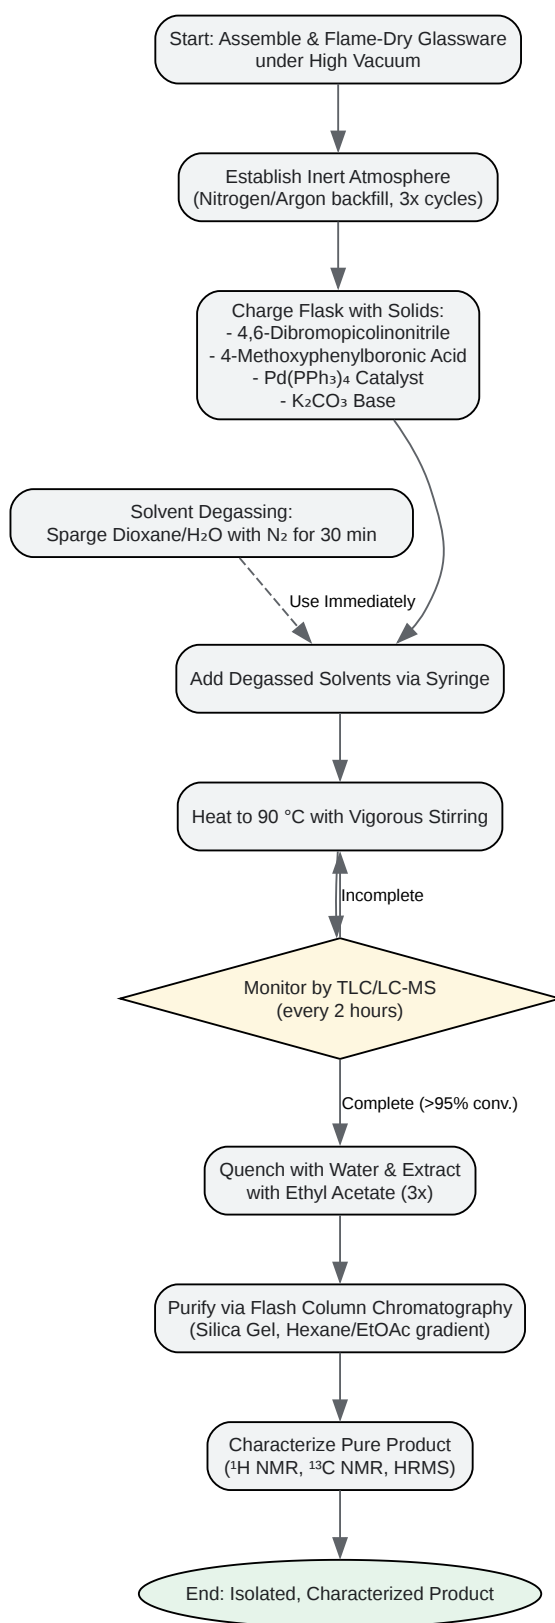 Start: Assemble & Flame-Dry Glassware
under High Vacuum
Establish Inert Atmosphere
(Nitrogen/Argon backfill, 3x cycles)
Charge Flask with Solids:
- 4,6-Dibromopicolinonitrile
- 4-Methoxyphenylboronic Acid
- Pd(PPh₃)₄ Catalyst
- K₂CO₃ Base
Solvent Degassing:
Sparge Dioxane/H₂O with N₂ for 30 min
Use Immediately
Add Degassed Solvents via Syringe
Heat to 90 °C with Vigorous Stirring
Incomplete
Monitor by TLC/LC-MS
(every 2 hours)
Complete (>95% conv.)
Quench with Water & Extract
with Ethyl Acetate (3x)
Purify via Flash Column Chromatography
(Silica Gel, Hexane/EtOAc gradient)
Characterize Pure Product
(¹H NMR, ¹³C NMR, HRMS)
End: Isolated, Characterized Product